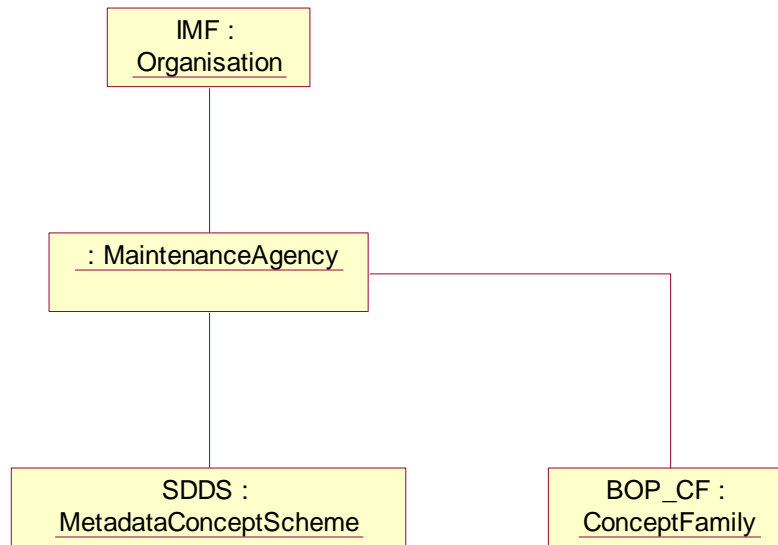 IMF :
Organisation
: MaintenanceAgency
SDDS :
MetadataConceptScheme
BOP_CF :
ConceptFamily